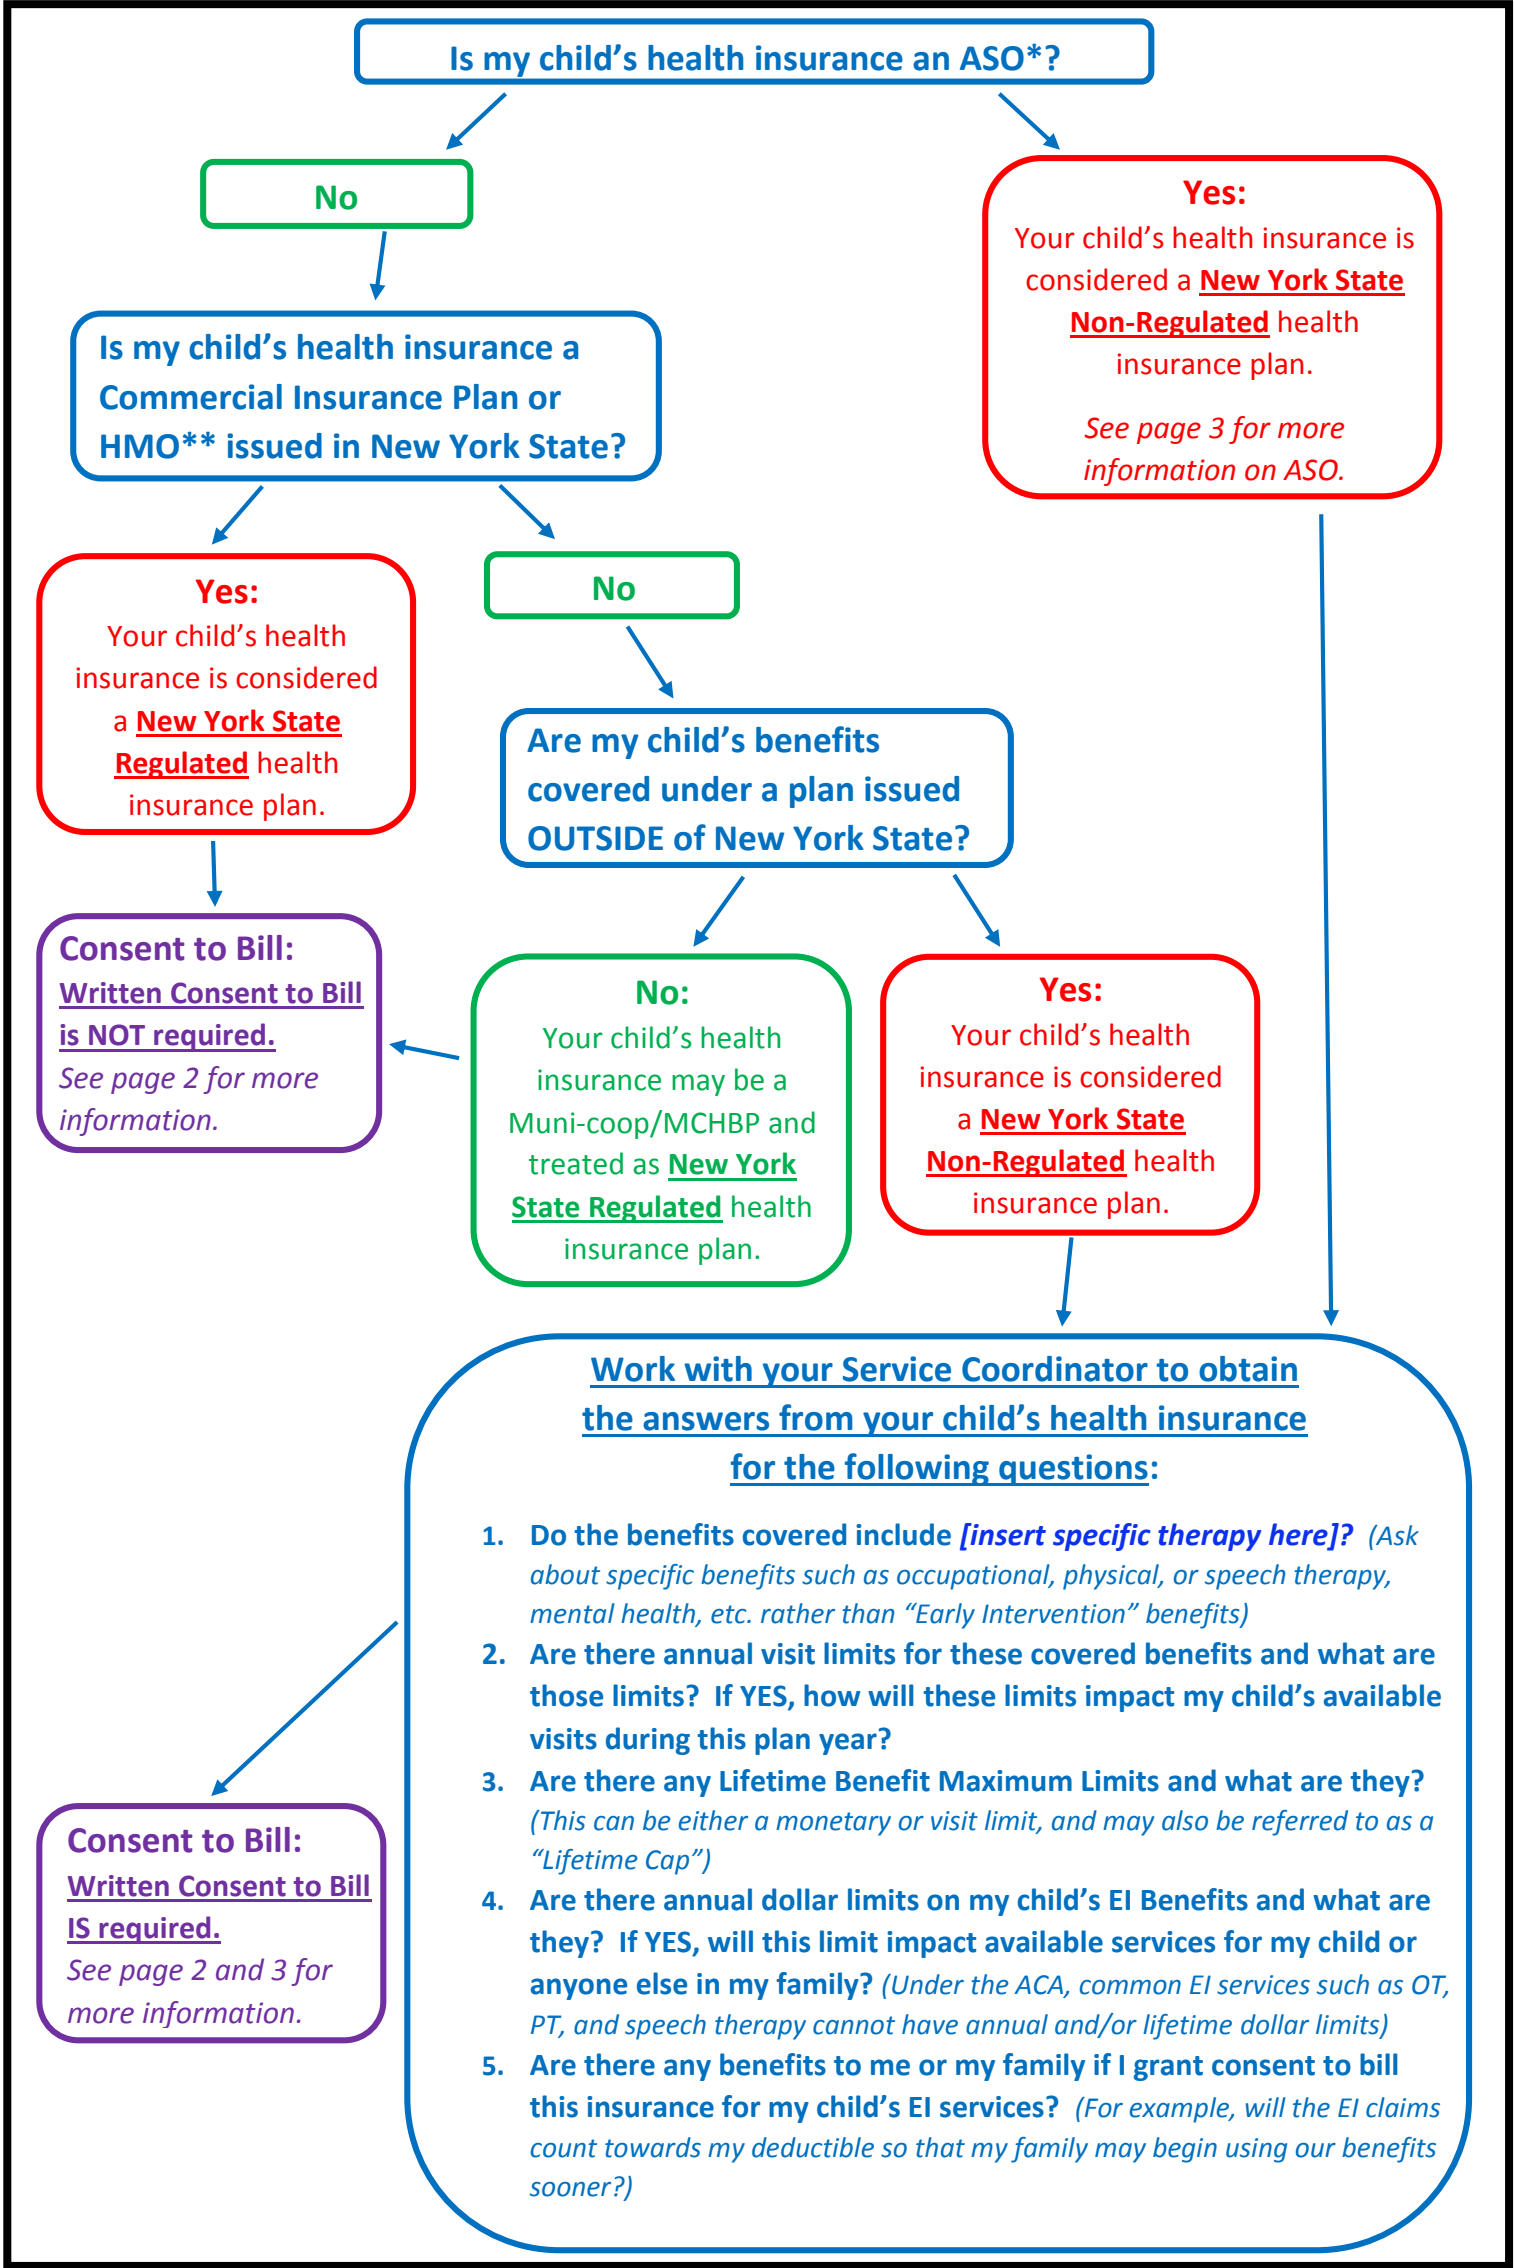 Is my child’s health insurance an ASO*?
No
Yes:
Your child’s health insurance is
considered a New York State
Non-Regulated health
insurance plan.
See page 3 for more
information on ASO.
Is my child’s health insurance a
Commercial Insurance Plan or
HMO** issued in New York State?
Yes:
Your child’s health
insurance is considered
a New York State
Regulated health
insurance plan.
No
Are my child’s benefits
covered under a plan issued
OUTSIDE of New York State?
Consent to Bill:
Written Consent to Bill
is NOT required.
See page 2 for more
information.
No:
Your child’s health
insurance may be a
Muni-coop/MCHBP and
treated as New York
State Regulated health
insurance plan.
Yes:
Your child’s health
insurance is considered
a New York State
Non-Regulated health
insurance plan.
Work with your Service Coordinator to obtain
the answers from your child’s health insurance
for the following questions:
1. Do the benefits covered include [insert specific therapy here]? (Ask
about specific benefits such as occupational, physical, or speech therapy,
mental health, etc. rather than “Early Intervention” benefits)
2. Are there annual visit limits for these covered benefits and what are
those limits? If YES, how will these limits impact my child’s available
visits during this plan year?
3. Are there any Lifetime Benefit Maximum Limits and what are they?
(This can be either a monetary or visit limit, and may also be referred to as a
“Lifetime Cap”)
4. Are there annual dollar limits on my child’s EI Benefits and what are
they? If YES, will this limit impact available services for my child or
anyone else in my family? (Under the ACA, common EI services such as OT,
PT, and speech therapy cannot have annual and/or lifetime dollar limits)
5. Are there any benefits to me or my family if I grant consent to bill
this insurance for my child’s EI services? (For example, will the EI claims
count towards my deductible so that my family may begin using our benefits
sooner?)
Consent to Bill:
Written Consent to Bill
IS required.
See page 2 and 3 for
more information.